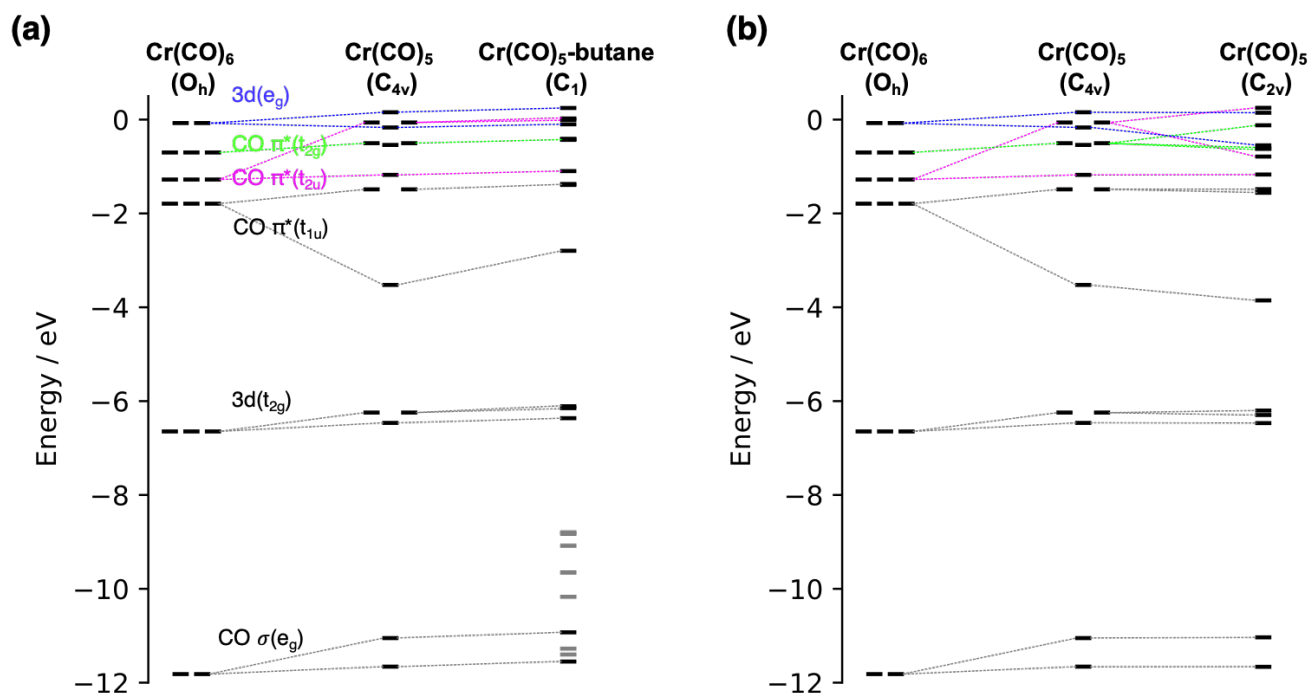 (a)
Cr(CO)₆ Cr(CO)₅ Cr(CO)₅-butane
(Oₕ) (C₄ᵥ) (C₁)
3d(e_g)
CO π*(t₂g)
CO π*(t₂u)
CO π*(t₁u)
3d(t₂g)
CO σ(e_g)
Energy / eV
0
−2
−4
−6
−8
−10
−12
(b)
Cr(CO)₆ Cr(CO)₅ Cr(CO)₅
(Oₕ) (C₄ᵥ) (C₂ᵥ)
Energy / eV
0
−2
−4
−6
−8
−10
−12